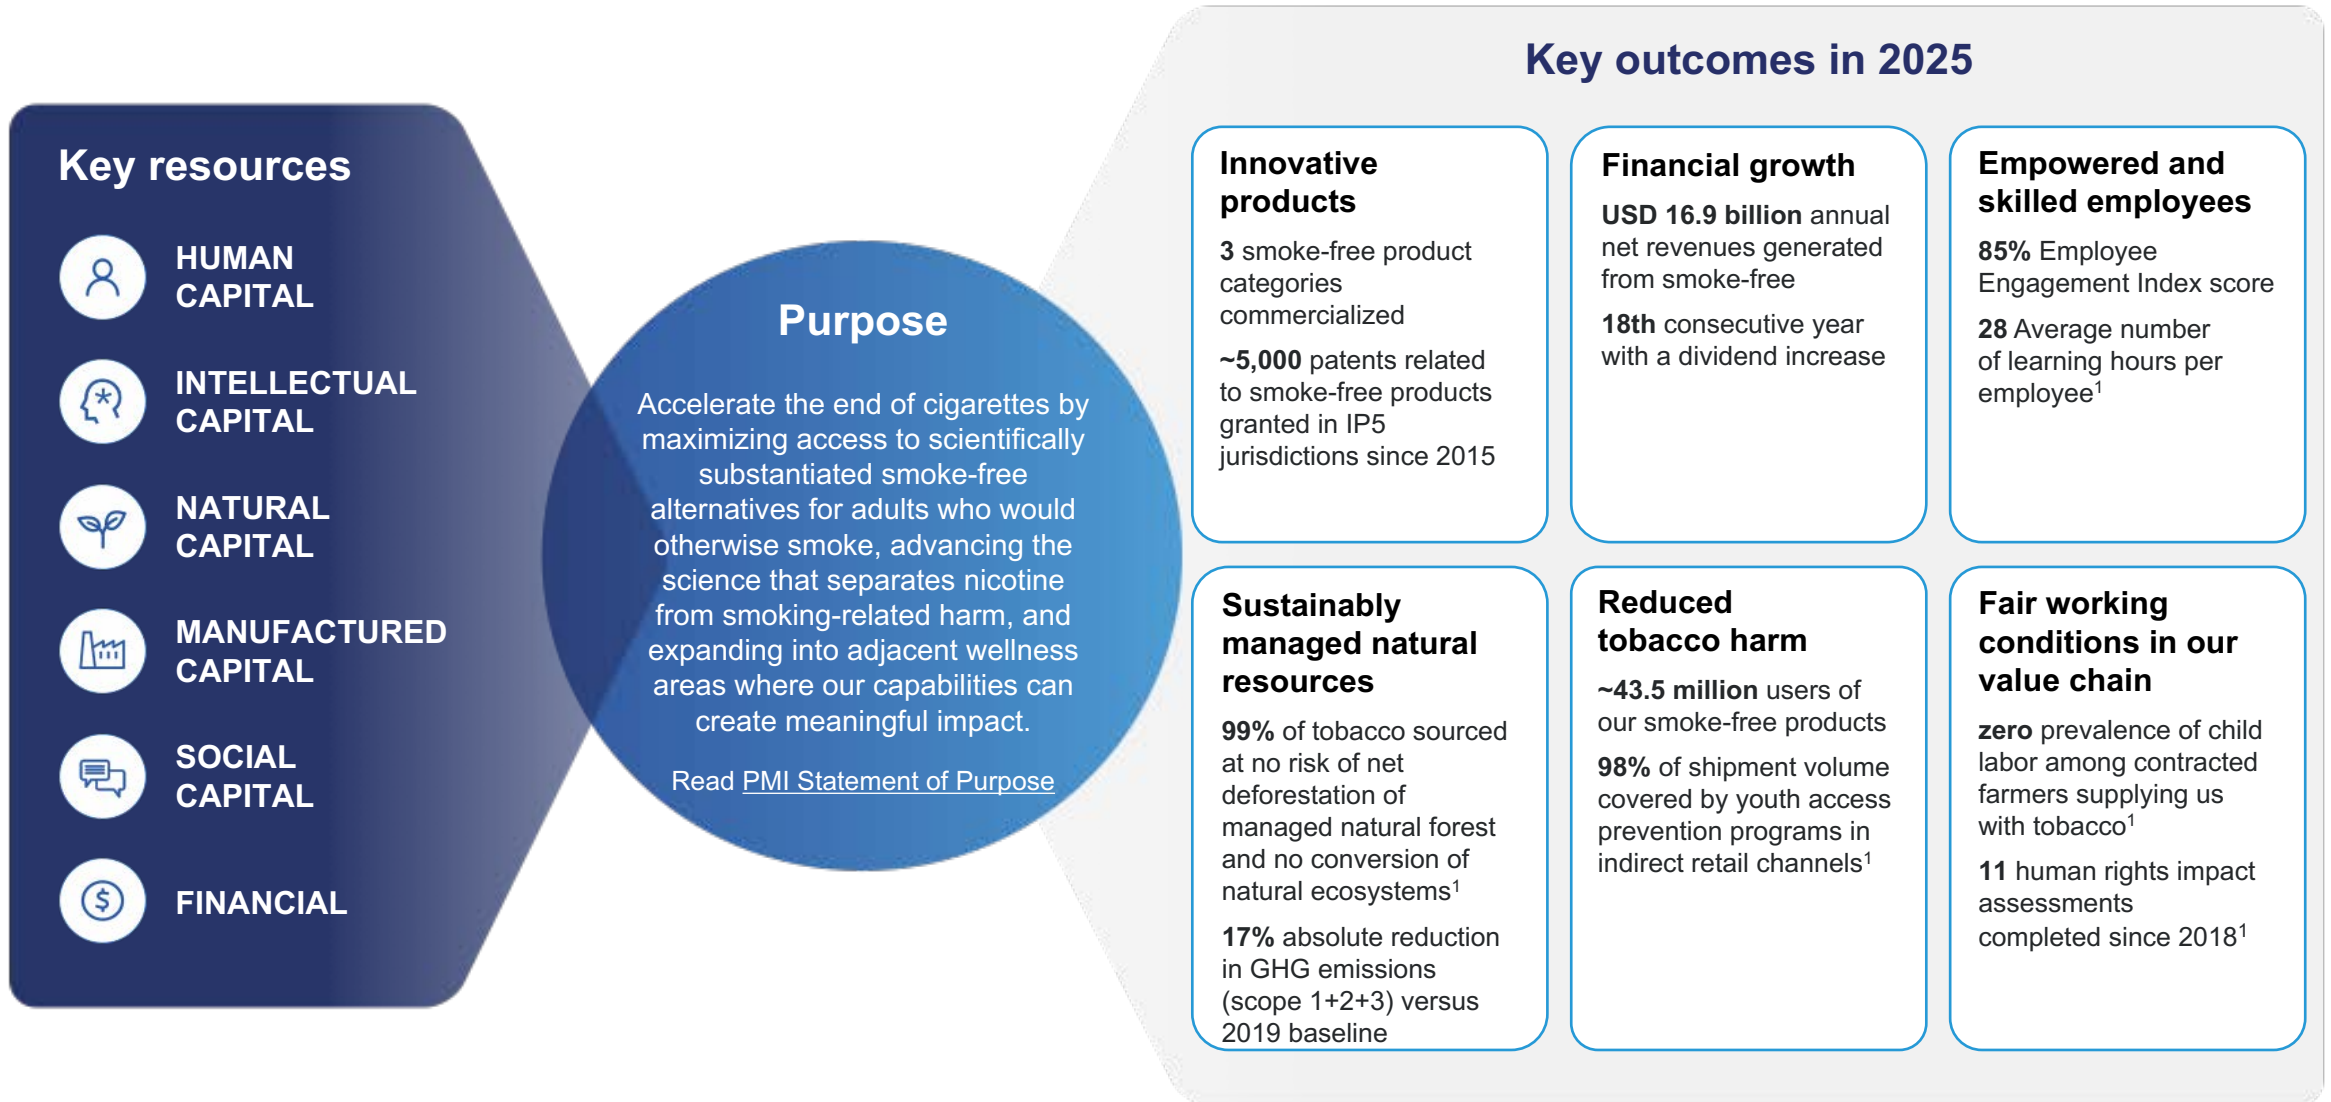 Key resources
HUMAN
CAPITAL
INTELLECTUAL
CAPITAL
NATURAL
CAPITAL
MANUFACTURED
CAPITAL
SOCIAL
CAPITAL
FINANCIAL
Purpose
Accelerate the end of cigarettes by
maximizing access to scientifically
substantiated smoke-free
alternatives for adults who would
otherwise smoke, advancing the
science that separates nicotine
from smoking-related harm, and
expanding into adjacent wellness
areas where our capabilities can
create meaningful impact.
Read PMI Statement of Purpose
Key outcomes in 2025
Innovative
products
3 smoke-free product
categories
commercialized
~5,000 patents related
to smoke-free products
granted in IP5
jurisdictions since 2015
Financial growth
USD 16.9 billion annual
net revenues generated
from smoke-free
18th consecutive year
with a dividend increase
Empowered and
skilled employees
85% Employee
Engagement Index score
28 Average number
of learning hours per
employee¹
Sustainably
managed natural
resources
99% of tobacco sourced
at no risk of net
deforestation of
managed natural forest
and no conversion of
natural ecosystems¹
17% absolute reduction
in GHG emissions
(scope 1+2+3) versus
2019 baseline
Reduced
tobacco harm
~43.5 million users of
our smoke-free products
98% of shipment volume
covered by youth access
prevention programs in
indirect retail channels¹
Fair working
conditions in our
value chain
zero prevalence of child
labor among contracted
farmers supplying us
with tobacco¹
11 human rights impact
assessments
completed since 2018¹